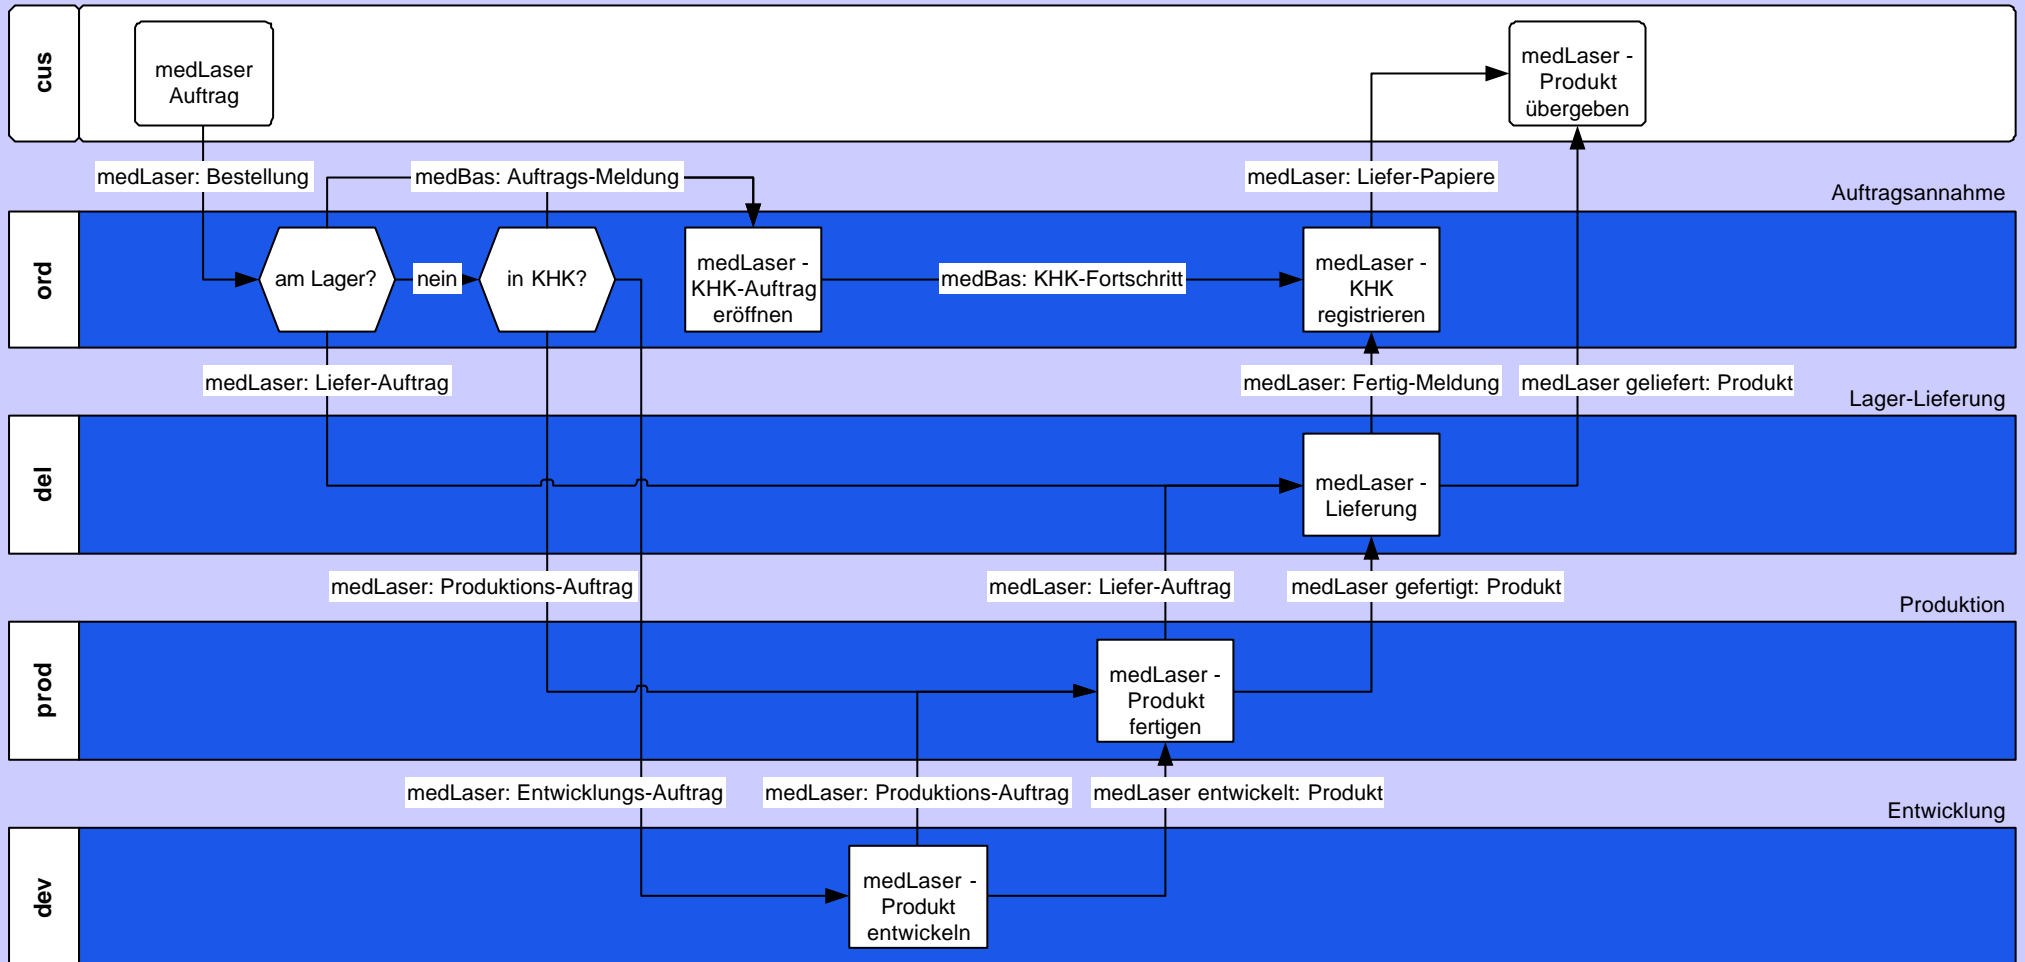 cus
medLaser
Auftrag
medLaser -
Produkt
übergeben
medLaser: Bestellung
medBas: Auftrags-Meldung
medLaser: Liefer-Papiere
Auftragsannahme
ord
am Lager?
nein
in KHK?
medLaser -
KHK-Auftrag
eröffnen
medBas: KHK-Fortschritt
medLaser -
KHK
registrieren
medLaser: Liefer-Auftrag
medLaser: Fertig-Meldung
medLaser geliefert: Produkt
Lager-Lieferung
del
medLaser -
Lieferung
medLaser: Produktions-Auftrag
medLaser: Liefer-Auftrag
medLaser gefertigt: Produkt
Produktion
prod
medLaser -
Produkt
fertigen
medLaser: Entwicklungs-Auftrag
medLaser: Produktions-Auftrag
medLaser entwickelt: Produkt
Entwicklung
dev
medLaser -
Produkt
entwickeln